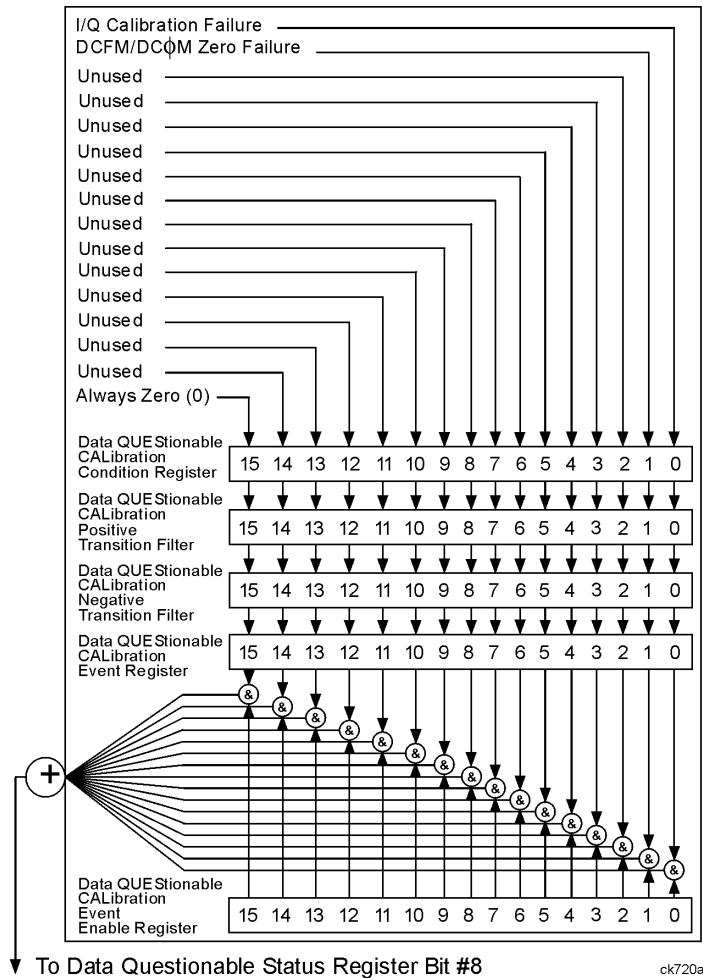 I/Q Calibration Failure
DCFM/DCϕM Zero Failure
Unused
Unused
Unused
Unused
Unused
Unused
Unused
Unused
Unused
Unused
Unused
Unused
Unused
Always Zero (0)
Data QUEStionable
CALibration
Condition Register
15 14 13 12 11 10 9 8 7 6 5 4 3 2 1 0
Data QUEStionable
CALibration
Positive
Transition Filter
15 14 13 12 11 10 9 8 7 6 5 4 3 2 1 0
Data QUEStionable
CALibration
Negative
Transition Filter
15 14 13 12 11 10 9 8 7 6 5 4 3 2 1 0
Data QUEStionable
CALibration
Event Register
15 14 13 12 11 10 9 8 7 6 5 4 3 2 1 0
& & & & & & & & & & & & & & & &
+
Data QUEStionable
CALibration
Event
Enable Register
15 14 13 12 11 10 9 8 7 6 5 4 3 2 1 0
To Data Questionable Status Register Bit #8
ck720a